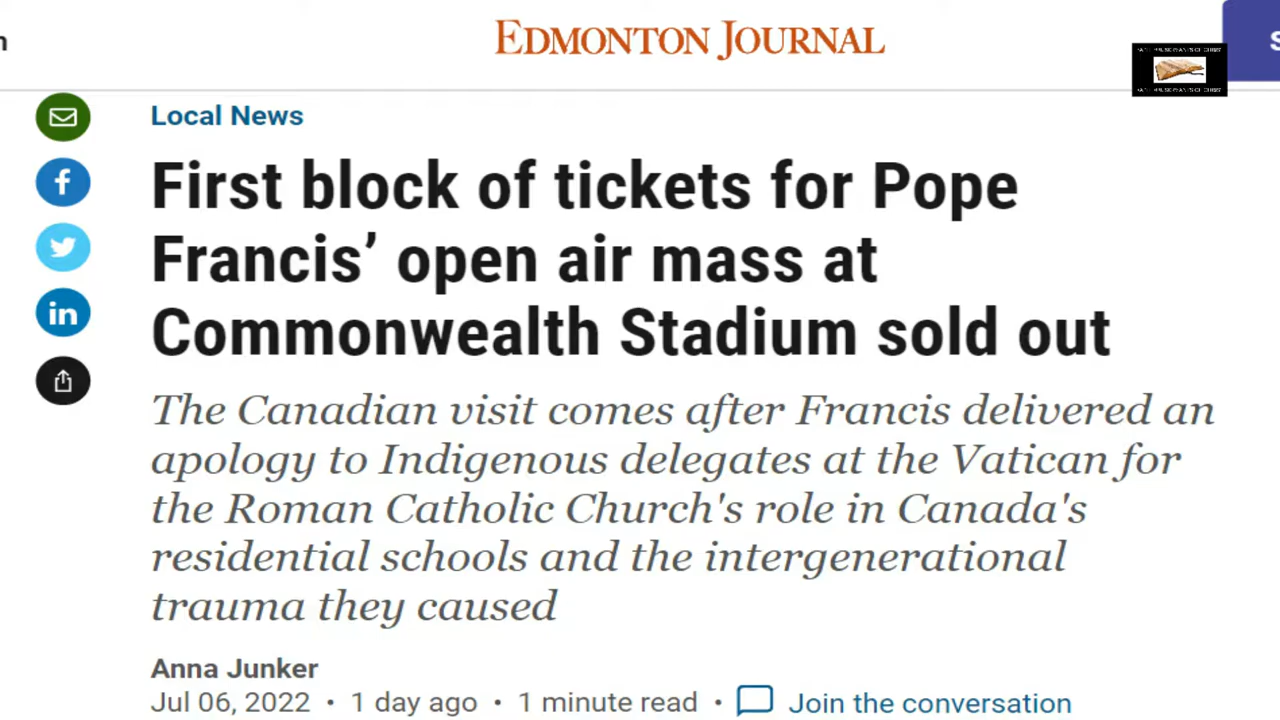 EDMONTON JOURNAL
Local News
First block of tickets for Pope
Francis’ open air mass at
Commonwealth Stadium sold out
The Canadian visit comes after Francis delivered an
apology to Indigenous delegates at the Vatican for
the Roman Catholic Church's role in Canada's
residential schools and the intergenerational
trauma they caused
Anna Junker
Jul 06, 2022 • 1 day ago • 1 minute read • Join the conversation